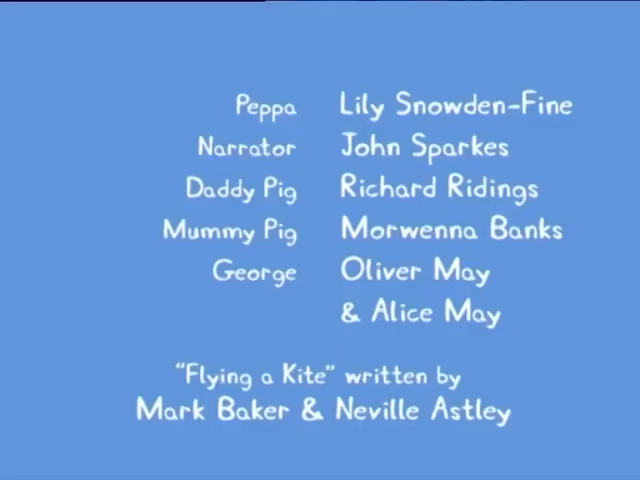 Peppa Lily Snowden-Fine
Narrator John Sparkes
Daddy Pig Richard Ridings
Mummy Pig Morwenna Banks
George Oliver May
& Alice May
“Flying a Kite” written by
Mark Baker & Neville Astley